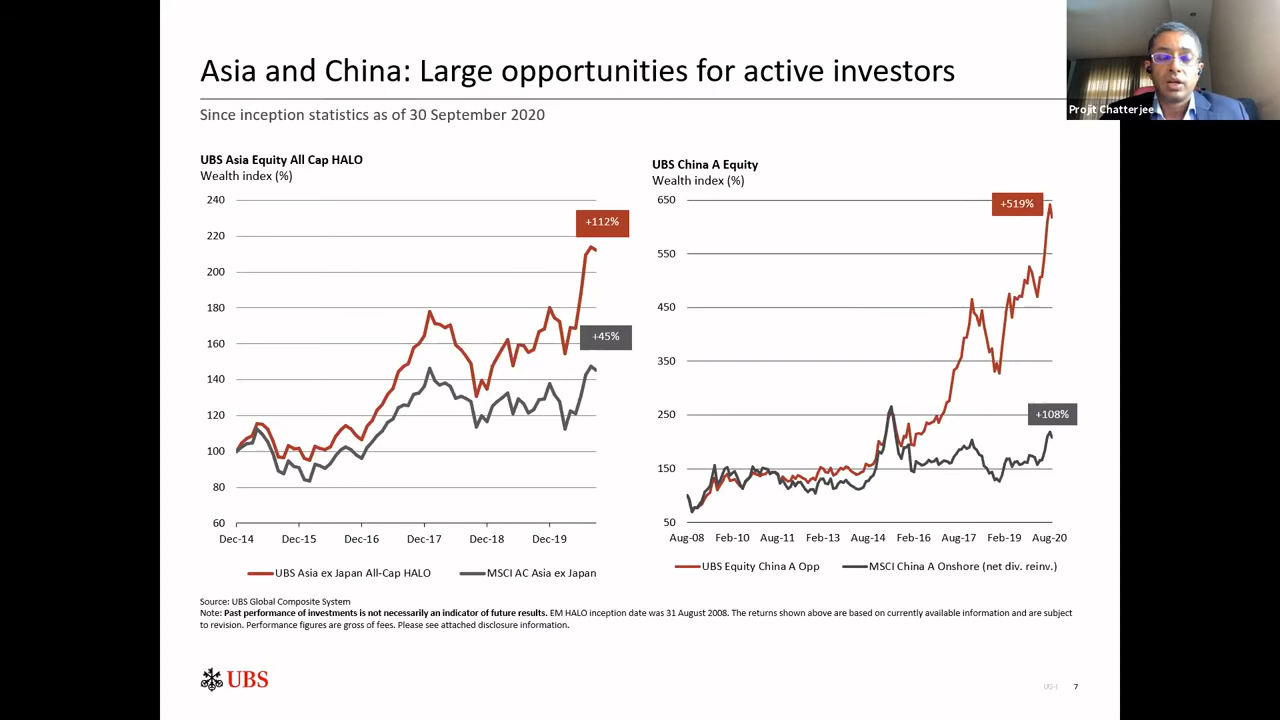 Asia and China: Large opportunities for active investors
Projit Chatterjee
Since inception statistics as of 30 September 2020
UBS Asia Equity All Cap HALO
Wealth index (%)
240
220
200
180
160
140
120
100
80
60
+112%
+45%
Dec-14 Dec-15 Dec-16 Dec-17 Dec-18 Dec-19
UBS Asia ex Japan All-Cap HALO MSCI AC Asia ex Japan
UBS China A Equity
Wealth index (%)
650
550
450
350
250
150
50
+519%
+108%
Aug-08 Feb-10 Aug-11 Feb-13 Aug-14 Feb-16 Aug-17 Feb-19 Aug-20
UBS Equity China A Opp MSCI China A Onshore (net div. reinv.)
Source: UBS Global Composite System
Note: Past performance of investments is not necessarily an indicator of future results. EM HALO inception date was 31 August 2008. The returns shown above are based on currently available information and are subject
to revision. Performance figures are gross of fees. Please see attached disclosure information.
UBS
UG-I 7